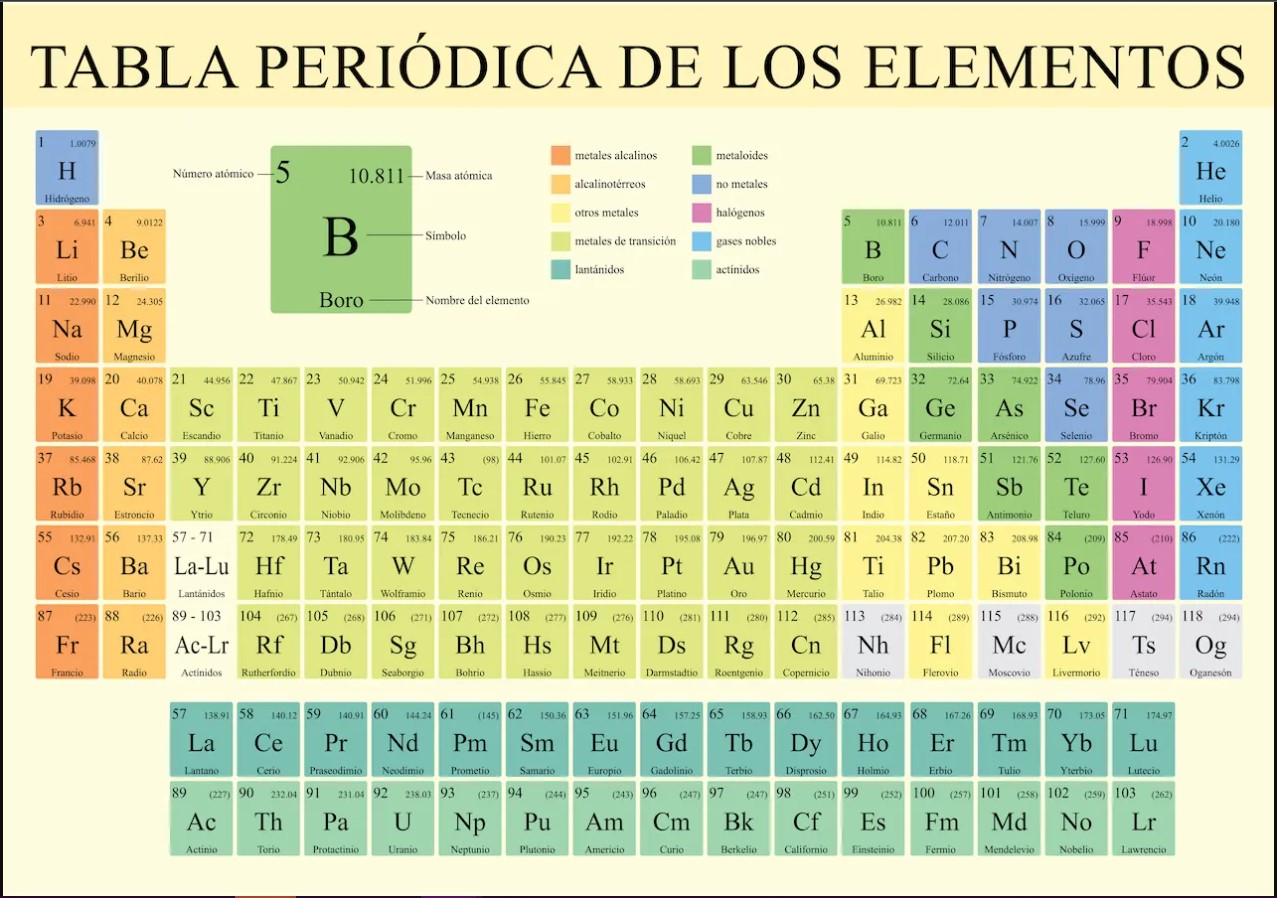 TABLA PERIÓDICA DE LOS ELEMENTOS
Número atómico
5
10.811
Masa atómica
B
Símbolo
Boro
Nombre del elemento
metales alcalinos
alcalinotérreos
otros metales
metales de transición
lantánidos
metaloides
no metales
halógenos
gases nobles
actínidos
1 1.0079 2 4.0026
H He
Hidrógeno Helio
3 6.941 4 9.0122 5 10.811 6 12.011 7 14.007 8 15.999 9 18.998 10 20.180
Li Be B C N O F Ne
Litio Berilio Boro Carbono Nitrógeno Oxígeno Flúor Neón
11 22.990 12 24.305 13 26.982 14 28.086 15 30.974 16 32.065 17 35.543 18 39.948
Na Mg Al Si P S Cl Ar
Sodio Magnesio Aluminio Silicio Fósforo Azufre Cloro Argón
19 39.098 20 40.078 21 44.956 22 47.867 23 50.942 24 51.996 25 54.938 26 55.845 27 58.933 28 58.693 29 63.546 30 65.38 31 69.723 32 72.64 33 74.922 34 78.96 35 79.904 36 83.798
K Ca Sc Ti V Cr Mn Fe Co Ni Cu Zn Ga Ge As Se Br Kr
Potasio Calcio Escandio Titanio Vanadio Cromo Manganeso Hierro Cobalto Niquel Cobre Zinc Galio Germanio Arsénico Selenio Bromo Kriptón
37 85.468 38 87.62 39 88.906 40 91.224 41 92.906 42 95.96 43 (98) 44 101.07 45 102.91 46 106.42 47 107.87 48 112.41 49 114.82 50 118.71 51 121.76 52 127.60 53 126.90 54 131.29
Rb Sr Y Zr Nb Mo Tc Ru Rh Pd Ag Cd In Sn Sb Te I Xe
Rubidio Estroncio Ytrio Circonio Niobio Molibdeno Tecnecio Rutenio Rodio Paladio Plata Cadmio Indio Estaño Antimonio Teluro Yodo Xenón
55 132.91 56 137.33 57 - 71 72 178.49 73 180.95 74 183.84 75 186.21 76 190.23 77 192.22 78 195.08 79 196.97 80 200.59 81 204.38 82 207.20 83 208.98 84 (209) 85 (210) 86 (222)
Cs Ba La-Lu Hf Ta W Re Os Ir Pt Au Hg Ti Pb Bi Po At Rn
Cesio Bario Lantánidos Hafnio Tántalo Wolframio Renio Osmio Iridio Platino Oro Mercurio Talio Plomo Bismuto Polonio Astato Radón
87 (223) 88 (226) 89 - 103 104 (267) 105 (268) 106 (271) 107 (272) 108 (277) 109 (276) 110 (281) 111 (280) 112 (285) 113 (284) 114 (289) 115 (288) 116 (292) 117 (294) 118 (294)
Fr Ra Ac-Lr Rf Db Sg Bh Hs Mt Ds Rg Cn Nh Fl Mc Lv Ts Og
Francio Radio Actínidos Rutherfordio Dubnio Seaborgio Bohrio Hassio Meitnerio Darmstadtio Roentgenio Copernicio Nihonio Flerovio Moscovio Livermorio Téneso Oganesón
57 138.91 58 140.12 59 140.91 60 144.24 61 (145) 62 150.36 63 151.96 64 157.25 65 158.93 66 162.50 67 164.93 68 167.26 69 168.93 70 173.05 71 174.97
La Ce Pr Nd Pm Sm Eu Gd Tb Dy Ho Er Tm Yb Lu
Lantano Cerio Praseodimio Neodimio Prometio Samario Europio Gadolinio Terbio Disprosio Holmio Erbio Tulio Yterbio Lutecio
89 (227) 90 232.04 91 231.04 92 238.03 93 (237) 94 (244) 95 (243) 96 (247) 97 (247) 98 (251) 99 (252) 100 (257) 101 (258) 102 (259) 103 (262)
Ac Th Pa U Np Pu Am Cm Bk Cf Es Fm Md No Lr
Actinio Torio Protactinio Uranio Neptunio Plutonio Americio Curio Berkelio Californio Einsteinio Fermio Mendelevio Nobelio Lawrencio